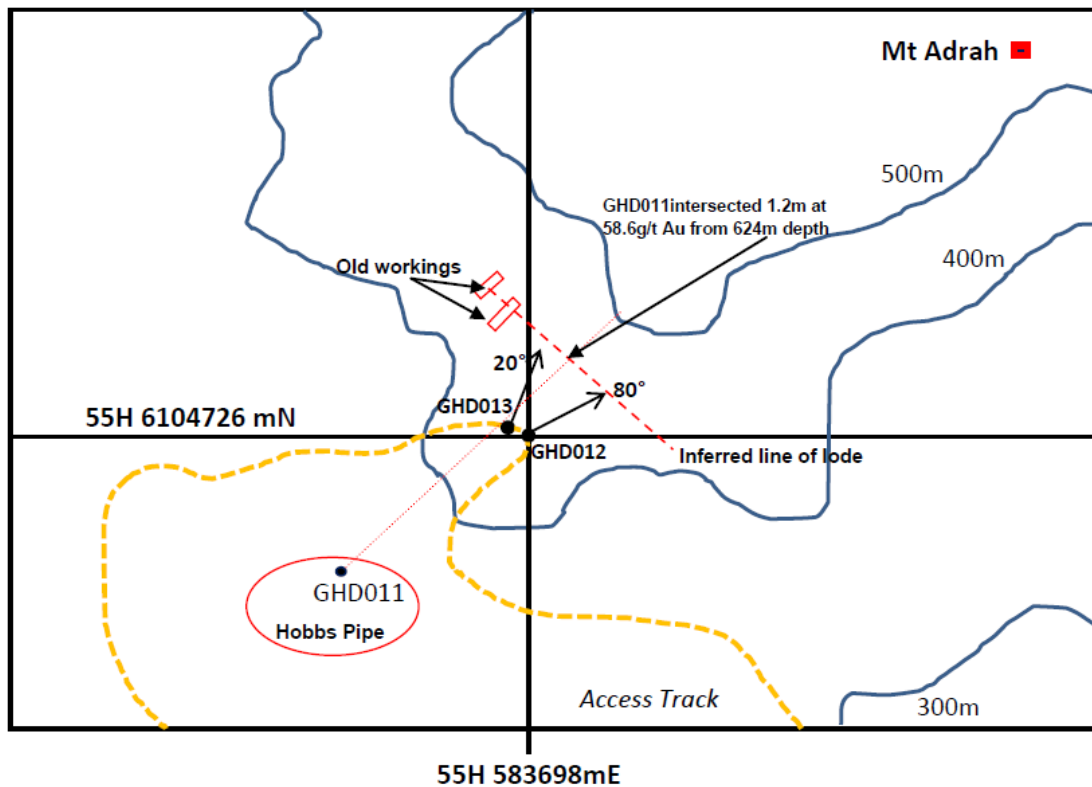 Mt Adrah
500m
GHD011intersected 1.2m at
58.6g/t Au from 624m depth
400m
Old workings
20°
80°
GHD013
55H 6104726 mN
GHD012
Inferred line of lode
GHD011
Hobbs Pipe
Access Track
300m
55H 583698mE